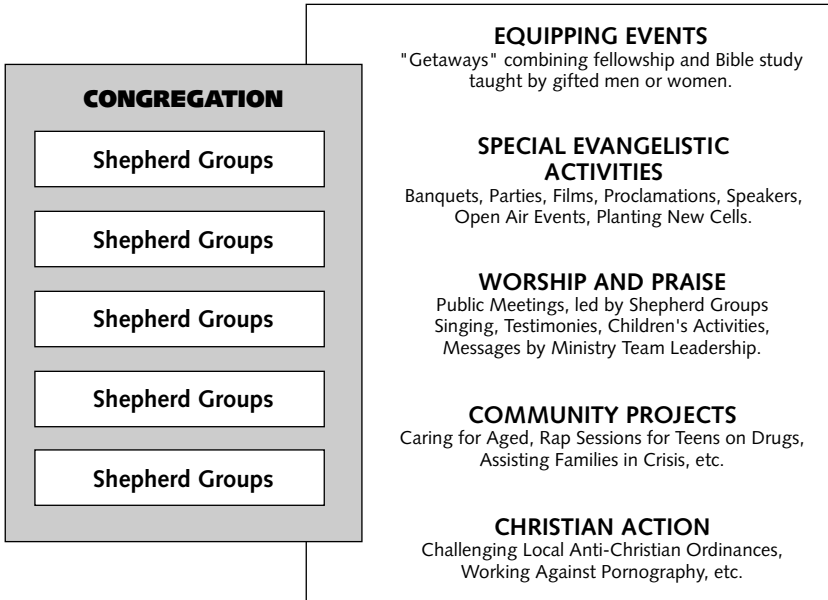 CONGREGATION
Shepherd Groups
Shepherd Groups
Shepherd Groups
Shepherd Groups
Shepherd Groups
EQUIPPING EVENTS
"Getaways" combining fellowship and Bible study
taught by gifted men or women.
SPECIAL EVANGELISTIC
ACTIVITIES
Banquets, Parties, Films, Proclamations, Speakers,
Open Air Events, Planting New Cells.
WORSHIP AND PRAISE
Public Meetings, led by Shepherd Groups
Singing, Testimonies, Children's Activities,
Messages by Ministry Team Leadership.
COMMUNITY PROJECTS
Caring for Aged, Rap Sessions for Teens on Drugs,
Assisting Families in Crisis, etc.
CHRISTIAN ACTION
Challenging Local Anti-Christian Ordinances,
Working Against Pornography, etc.